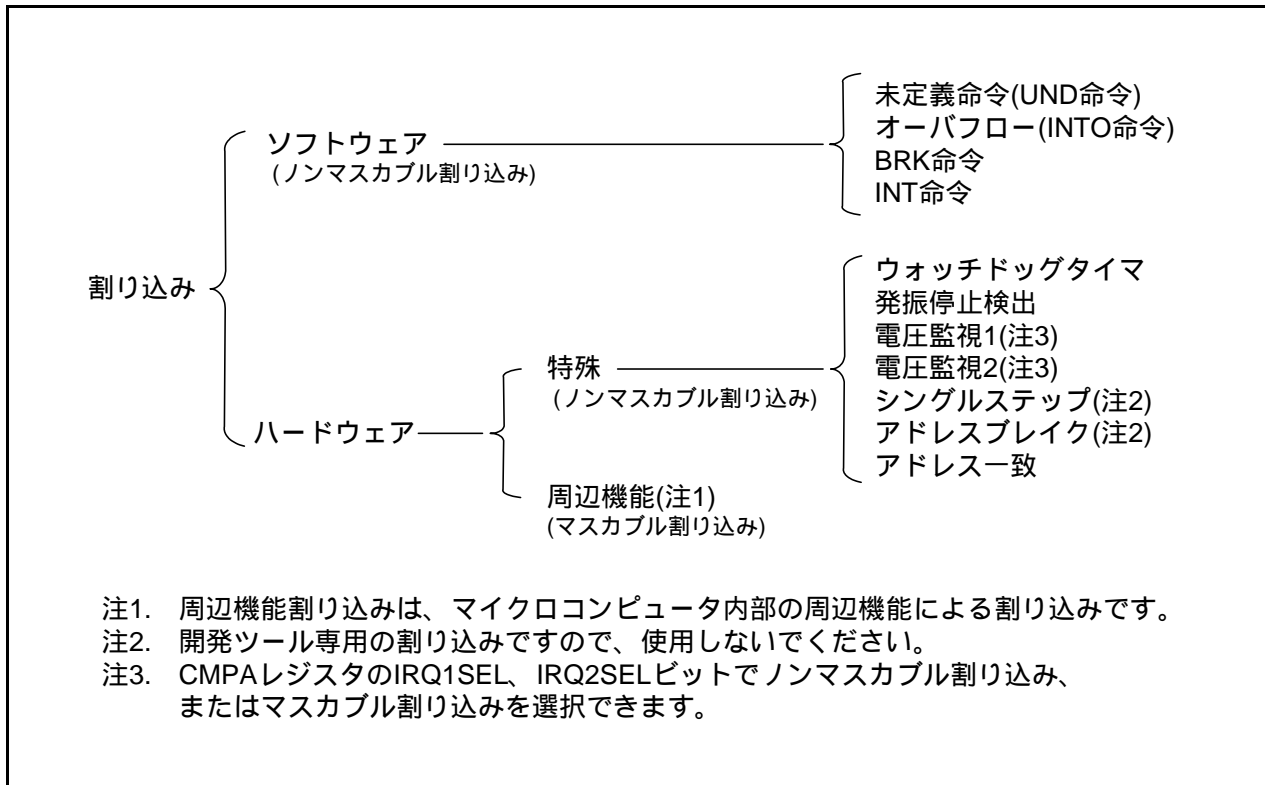 未定義命令(UND命令)
オーバフロー(INTO命令)
BRK命令
INT命令
ソフトウェア
(ノンマスカブル割り込み)
割り込み
ウォッチドッグタイマ
発振停止検出
電圧監視1(注3)
電圧監視2(注3)
シングルステップ(注2)
アドレスブレイク(注2)
アドレス一致
特殊
(ノンマスカブル割り込み)
ハードウェア
周辺機能(注1)
(マスカブル割り込み)
注1. 周辺機能割り込みは、マイクロコンピュータ内部の周辺機能による割り込みです。
注2. 開発ツール専用の割り込みですので、使用しないでください。
注3. CMPAレジスタのIRQ1SEL、IRQ2SELビットでノンマスカブル割り込み、
またはマスカブル割り込みを選択できます。